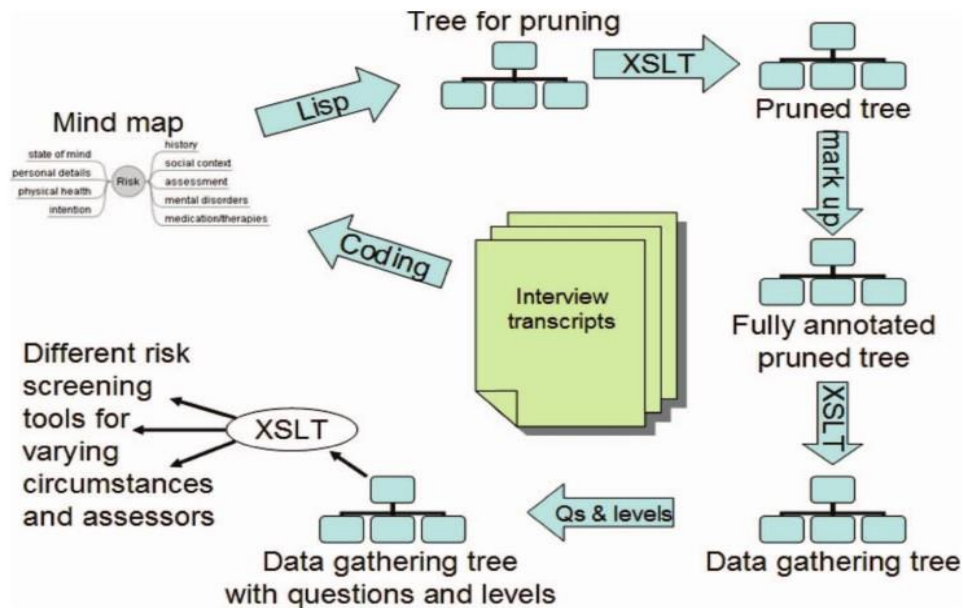 Tree for pruning
XSLT
Pruned tree
Lisp
Mind map
state of mind
personal details
physical health
intention
Risk
history
social context
assessment
mental disorders
medication/therapies
mark up
Coding
Interview
transcripts
Fully annotated
pruned tree
XSLT
Data gathering tree
Qs & levels
Data gathering tree
with questions and levels
XSLT
Different risk
screening
tools for
varying
circumstances
and assessors